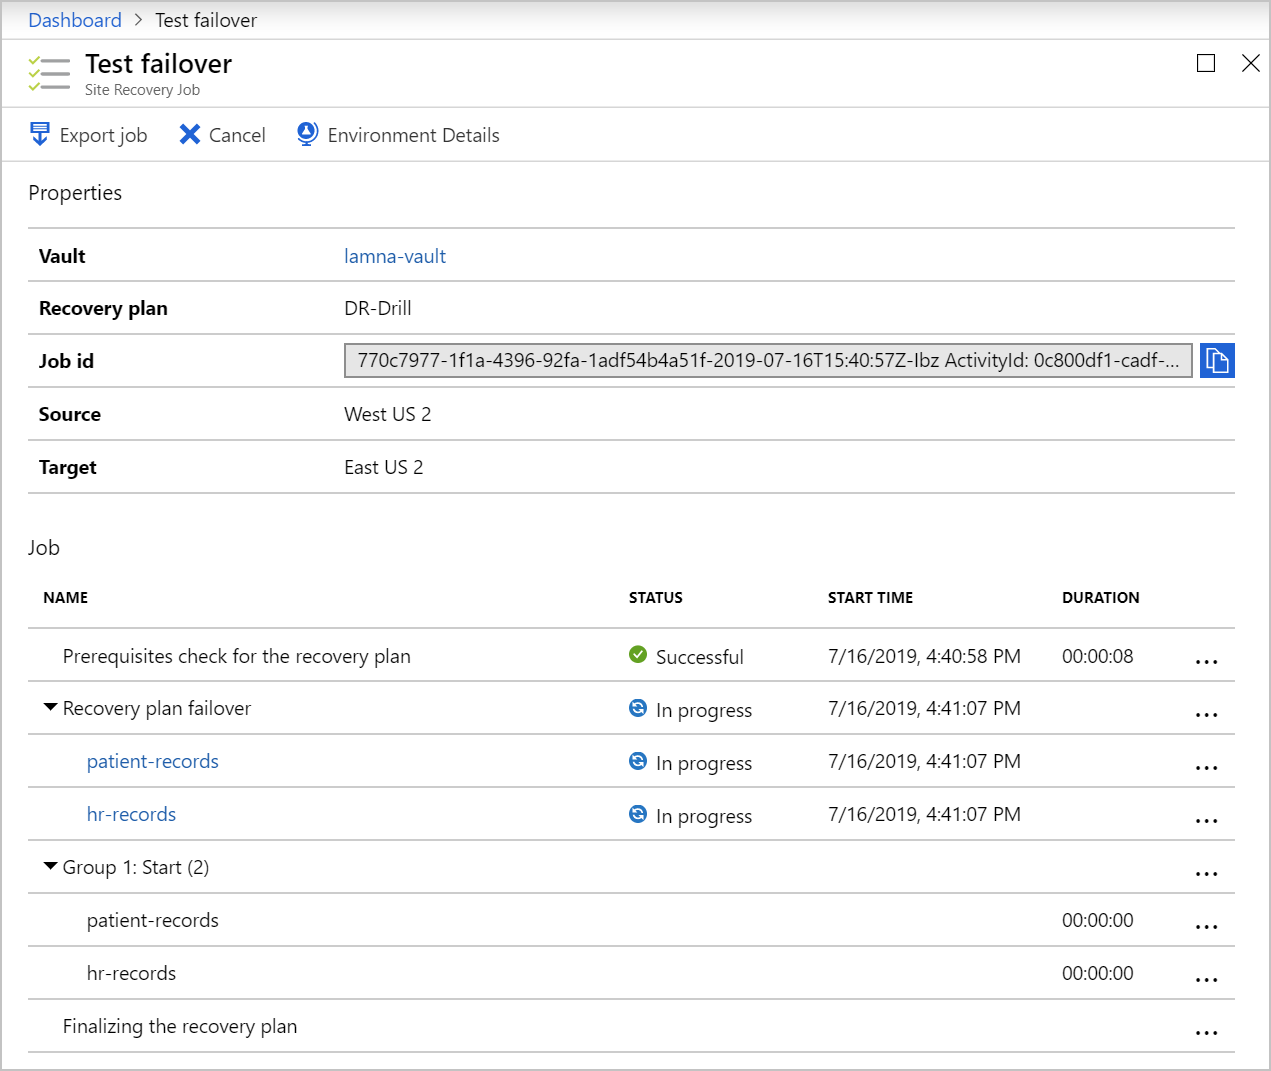 Dashboard > Test failover
Test failover
Site Recovery Job
Export job Cancel Environment Details
Properties
Vault lamna-vault
Recovery plan DR-Drill
Job id 770c7977-1f1a-4396-92fa-1adf54b4a51f-2019-07-16T15:40:57Z-Ibz ActivityId: 0c800df1-cadf-...
Source West US 2
Target East US 2
Job
NAME STATUS START TIME DURATION
Prerequisites check for the recovery plan Successful 7/16/2019, 4:40:58 PM 00:00:08 ...
Recovery plan failover In progress 7/16/2019, 4:41:07 PM ...
patient-records In progress 7/16/2019, 4:41:07 PM ...
hr-records In progress 7/16/2019, 4:41:07 PM ...
Group 1: Start (2) ...
patient-records 00:00:00 ...
hr-records 00:00:00 ...
Finalizing the recovery plan ...